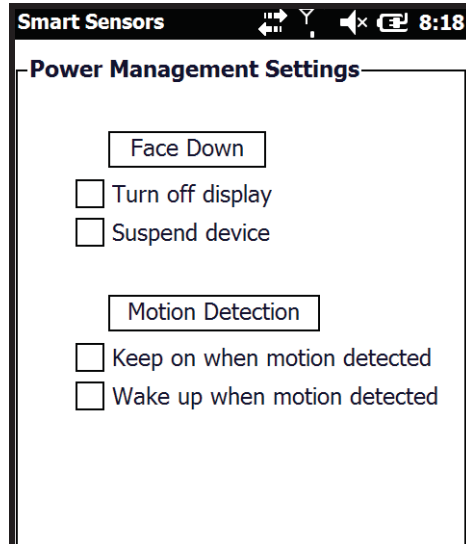 Smart Sensors 8:18
Power Management Settings
Face Down
Turn off display
Suspend device
Motion Detection
Keep on when motion detected
Wake up when motion detected